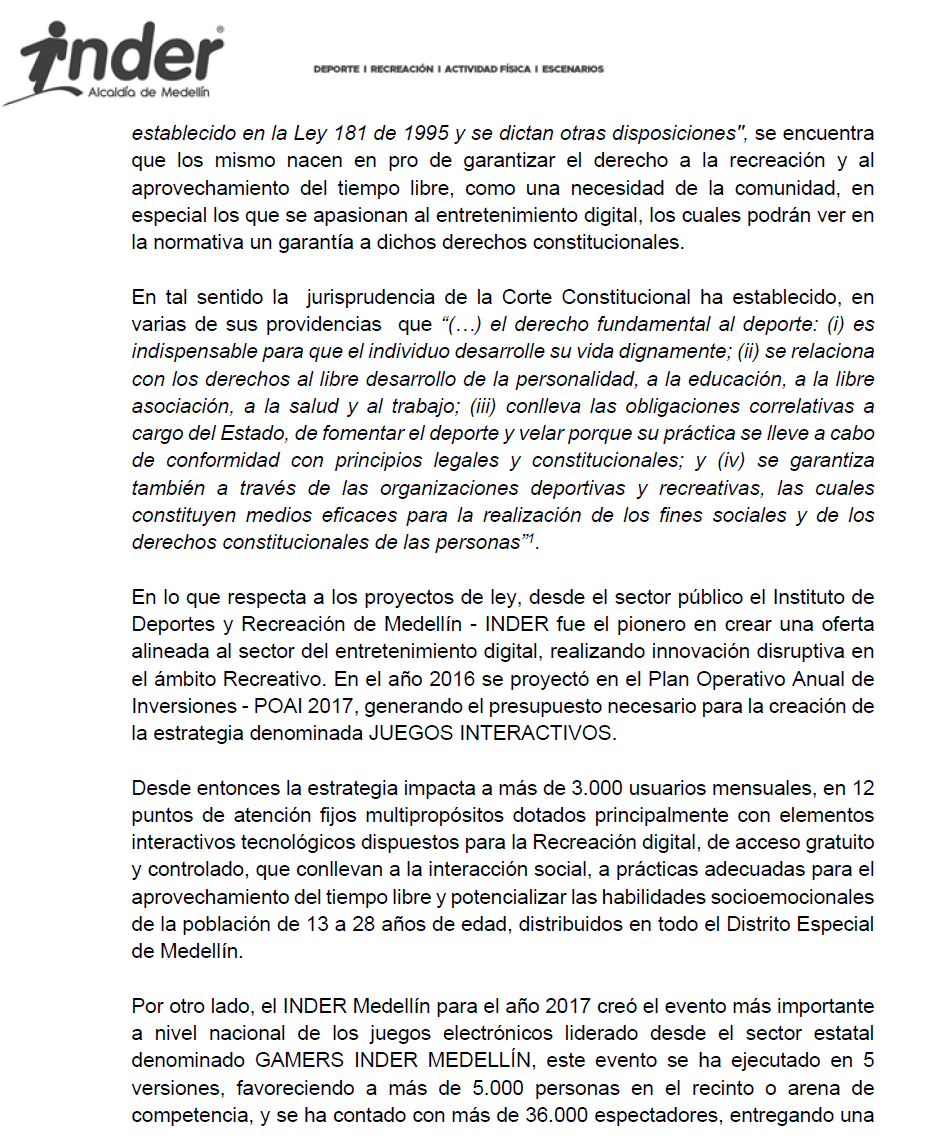 inder®
Alcaldía de Medellín
DEPORTE I RECREACIÓN I ACTIVIDAD FÍSICA I ESCENARIOS
establecido en la Ley 181 de 1995 y se dictan otras disposiciones", se encuentra
que los mismo nacen en pro de garantizar el derecho a la recreación y al
aprovechamiento del tiempo libre, como una necesidad de la comunidad, en
especial los que se apasionan al entretenimiento digital, los cuales podrán ver en
la normativa un garantía a dichos derechos constitucionales.
En tal sentido la jurisprudencia de la Corte Constitucional ha establecido, en
varias de sus providencias que “(…) el derecho fundamental al deporte: (i) es
indispensable para que el individuo desarrolle su vida dignamente; (ii) se relaciona
con los derechos al libre desarrollo de la personalidad, a la educación, a la libre
asociación, a la salud y al trabajo; (iii) conlleva las obligaciones correlativas a
cargo del Estado, de fomentar el deporte y velar porque su práctica se lleve a cabo
de conformidad con principios legales y constitucionales; y (iv) se garantiza
también a través de las organizaciones deportivas y recreativas, las cuales
constituyen medios eficaces para la realización de los fines sociales y de los
derechos constitucionales de las personas”¹.
En lo que respecta a los proyectos de ley, desde el sector público el Instituto de
Deportes y Recreación de Medellín - INDER fue el pionero en crear una oferta
alineada al sector del entretenimiento digital, realizando innovación disruptiva en
el ámbito Recreativo. En el año 2016 se proyectó en el Plan Operativo Anual de
Inversiones - POAI 2017, generando el presupuesto necesario para la creación de
la estrategia denominada JUEGOS INTERACTIVOS.
Desde entonces la estrategia impacta a más de 3.000 usuarios mensuales, en 12
puntos de atención fijos multipropósitos dotados principalmente con elementos
interactivos tecnológicos dispuestos para la Recreación digital, de acceso gratuito
y controlado, que conllevan a la interacción social, a prácticas adecuadas para el
aprovechamiento del tiempo libre y potencializar las habilidades socioemocionales
de la población de 13 a 28 años de edad, distribuidos en todo el Distrito Especial
de Medellín.
Por otro lado, el INDER Medellín para el año 2017 creó el evento más importante
a nivel nacional de los juegos electrónicos liderado desde el sector estatal
denominado GAMERS INDER MEDELLÍN, este evento se ha ejecutado en 5
versiones, favoreciendo a más de 5.000 personas en el recinto o arena de
competencia, y se ha contado con más de 36.000 espectadores, entregando una